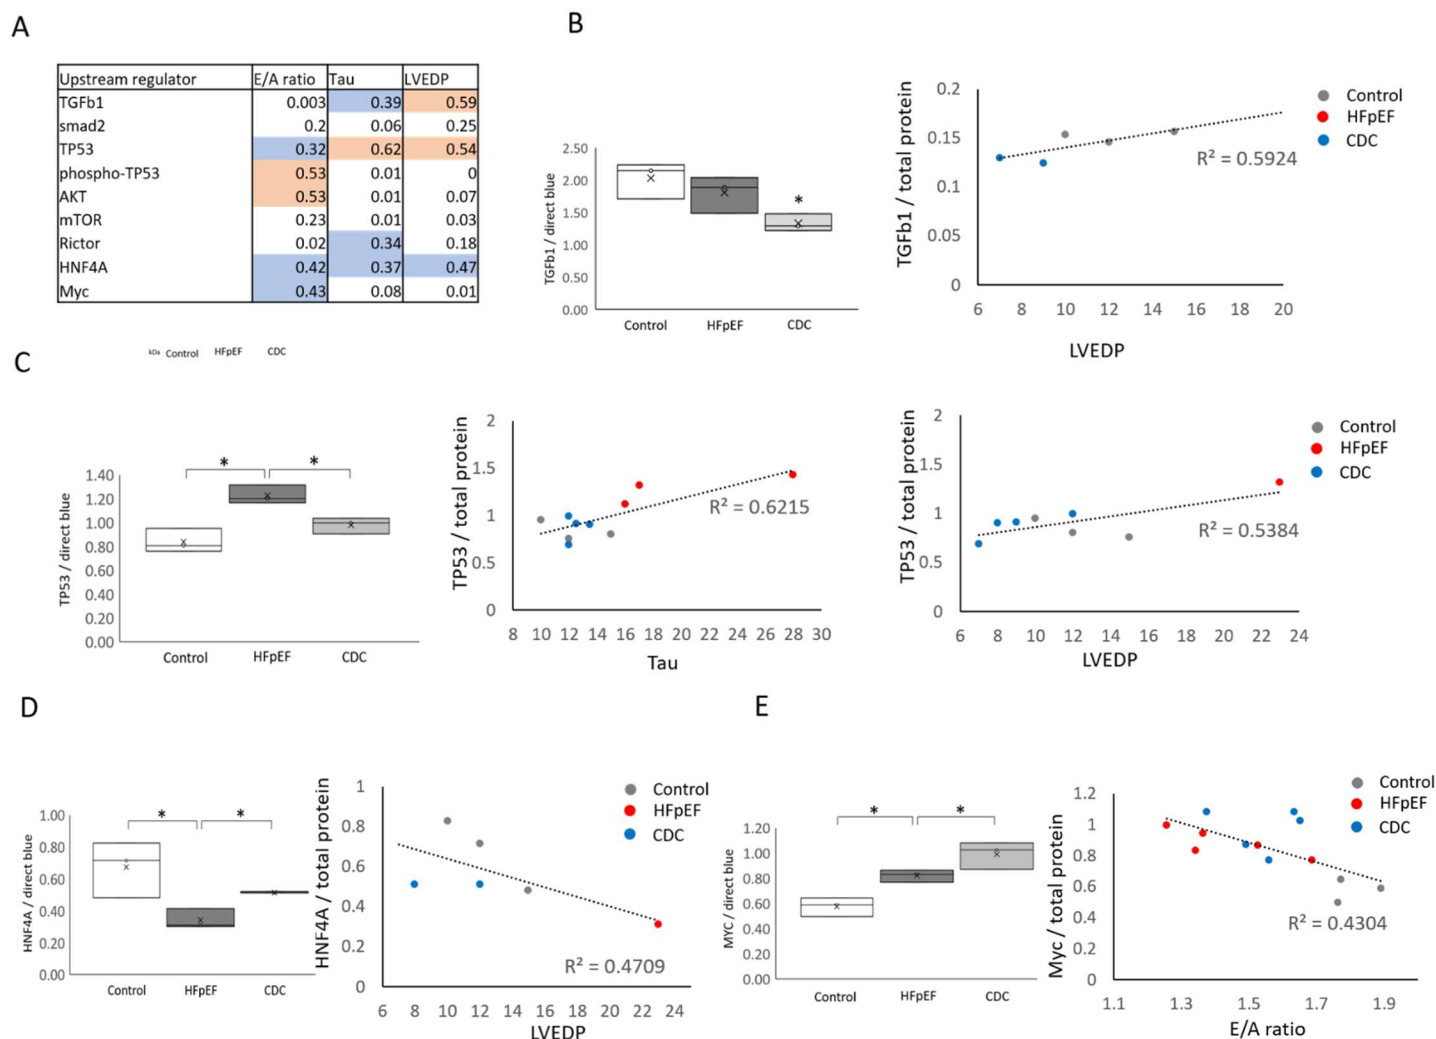 A
Upstream regulator E/A ratio Tau LVEDP
TGFb1 0.003 0.39 0.59
smad2 0.2 0.06 0.25
TP53 0.32 0.62 0.54
phospho-TP53 0.53 0.01 0
AKT 0.53 0.01 0.07
mTOR 0.23 0.01 0.03
Rictor 0.02 0.34 0.18
HNF4A 0.42 0.37 0.47
Myc 0.43 0.08 0.01
kDa Control HFpEF CDC
B
TGFb1 / direct blue
2.50
2.00
1.50
1.00
0.50
0.00
*
Control HFpEF CDC
TGFb1 / total protein
0.2
0.15
0.1
0.05
0
6 8 10 12 14 16 18 20
LVEDP
R² = 0.5924
Control
HFpEF
CDC
C
TP53 / direct blue
1.40
1.20
1.00
0.80
0.60
0.40
0.20
0.00
* *
Control HFpEF CDC
TP53 / total protein
2
1.5
1
0.5
0
8 10 12 14 16 18 20 22 24 26 28 30
Tau
R² = 0.6215
TP53 / total protein
2
1.5
1
0.5
0
6 8 10 12 14 16 18 20 22 24
LVEDP
R² = 0.5384
Control
HFpEF
CDC
D
HNF4A / direct blue
1.00
0.80
0.60
0.40
0.20
0.00
* *
Control HFpEF CDC
HNF4A / total protein
1
0.8
0.6
0.4
0.2
0
6 8 10 12 14 16 18 20 22 24
LVEDP
R² = 0.4709
Control
HFpEF
CDC
E
MYC / direct blue
1.20
1.00
0.80
0.60
0.40
0.20
0.00
* *
Control HFpEF CDC
Myc / total protein
1.2
1
0.8
0.6
0.4
0.2
0
1.1 1.3 1.5 1.7 1.9
E/A ratio
R² = 0.4304
Control
HFpEF
CDC